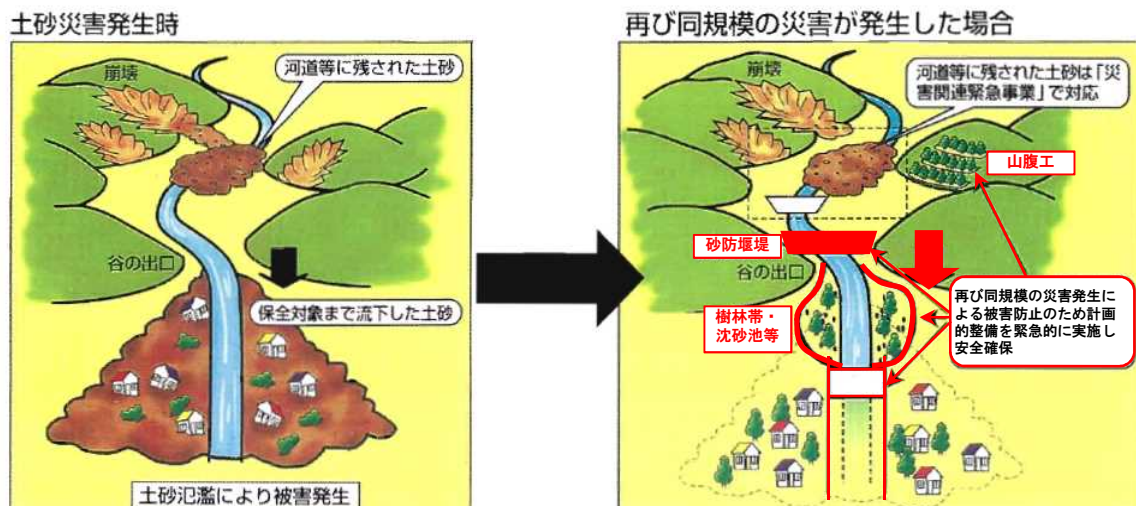 土砂災害発生時
崩壊
河道等に残された土砂
谷の出口
保全対象まで流下した土砂
土砂氾濫により被害発生
再び同規模の災害が発生した場合
崩壊
河道等に残された土砂は「災
害関連緊急事業」で対応
山腹工
砂防堰堤
谷の出口
樹林帯・
沈砂池等
再び同規模の災害発生に
よる被害防止のため計画
的整備を緊急的に実施し
安全確保